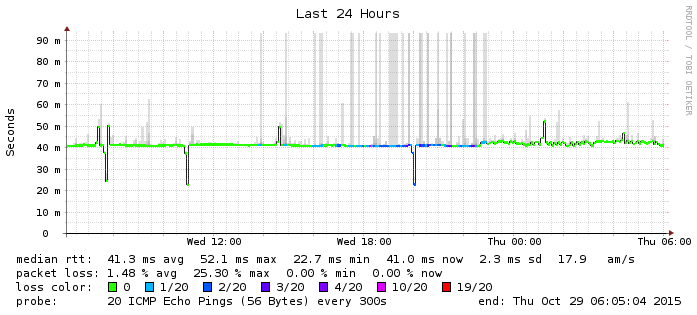 Last 24 Hours
RRDTOOL / TOBI OETIKER
Seconds
90 m
80 m
70 m
60 m
50 m
40 m
30 m
20 m
10 m
0
Wed 12:00 Wed 18:00 Thu 00:00 Thu 06:00
median rtt: 41.3 ms avg 52.1 ms max 22.7 ms min 41.0 ms now 2.3 ms sd 17.9 am/s
packet loss: 1.48 % avg 25.30 % max 0.00 % min 0.00 % now
loss color: 0 1/20 2/20 3/20 4/20 10/20 19/20
probe: 20 ICMP Echo Pings (56 Bytes) every 300s end: Thu Oct 29 06:05:04 2015